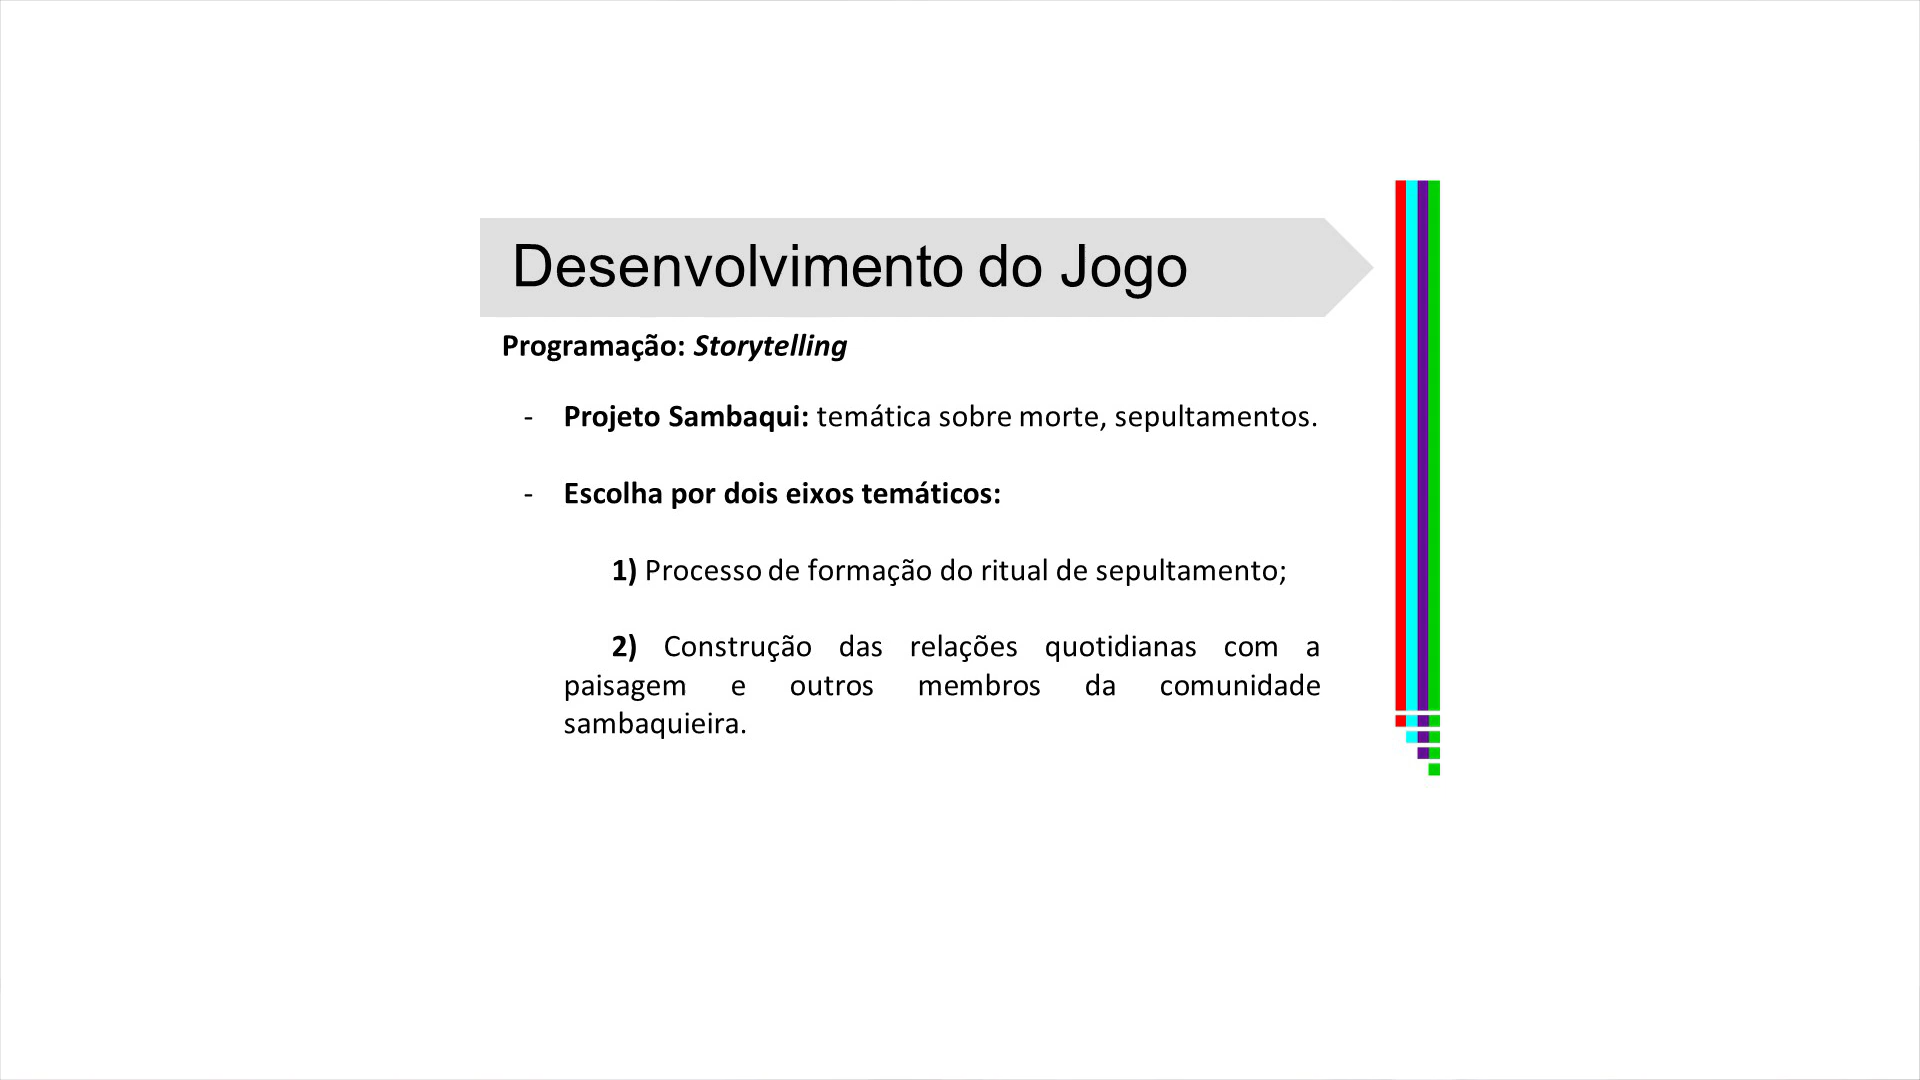 Desenvolvimento do Jogo
Programação: Storytelling
- Projeto Sambaqui: temática sobre morte, sepultamentos.
- Escolha por dois eixos temáticos:
1) Processo de formação do ritual de sepultamento;
2) Construção das relações quotidianas com a
paisagem e outros membros da comunidade
sambaquieira.